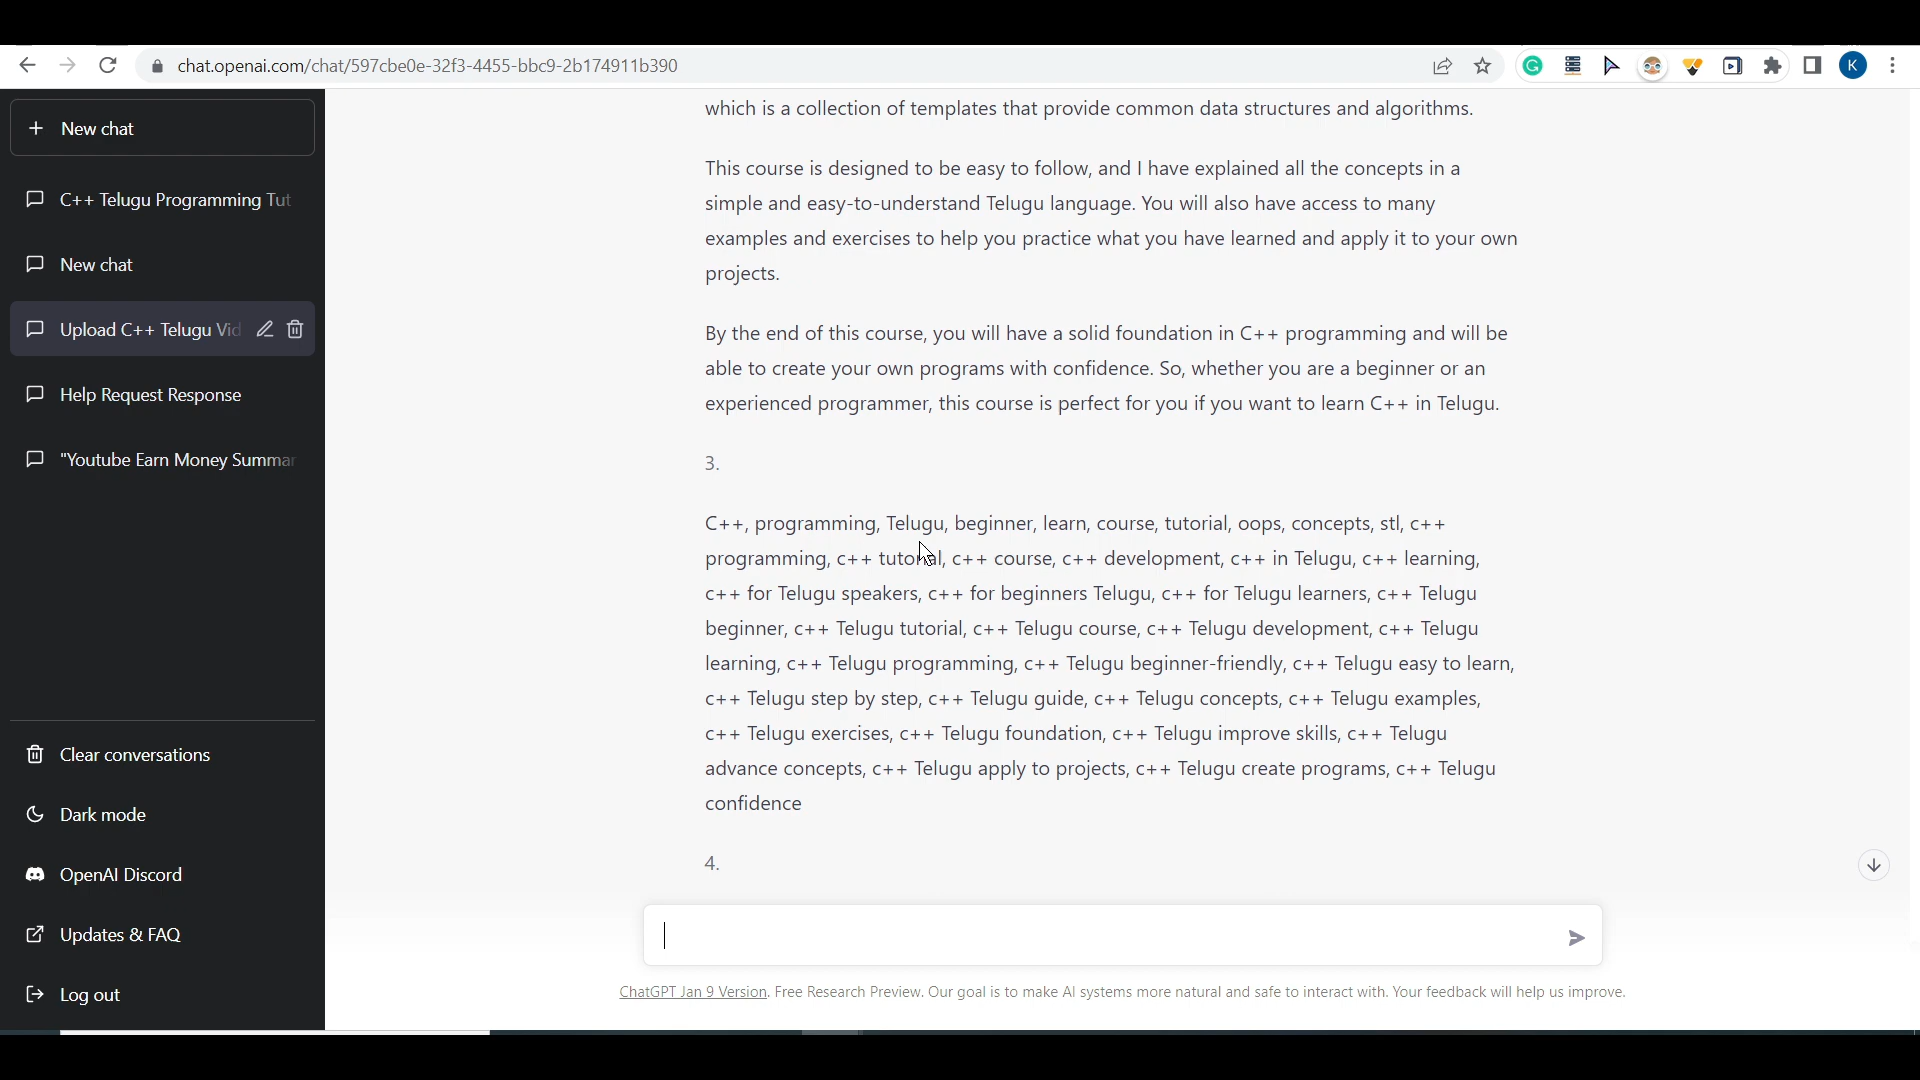 chat.openai.com/chat/597cbe0e-32f3-4455-bbc9-2b174911b390
K
New chat
C++ Telugu Programming Tut
New chat
Upload C++ Telugu Vid
Help Request Response
"Youtube Earn Money Summar
Clear conversations
Dark mode
OpenAI Discord
Updates & FAQ
Log out
which is a collection of templates that provide common data structures and algorithms.
This course is designed to be easy to follow, and I have explained all the concepts in a
simple and easy-to-understand Telugu language. You will also have access to many
examples and exercises to help you practice what you have learned and apply it to your own
projects.
By the end of this course, you will have a solid foundation in C++ programming and will be
able to create your own programs with confidence. So, whether you are a beginner or an
experienced programmer, this course is perfect for you if you want to learn C++ in Telugu.
3.
C++, programming, Telugu, beginner, learn, course, tutorial, oops, concepts, stl, c++
programming, c++ tutorial, c++ course, c++ development, c++ in Telugu, c++ learning,
c++ for Telugu speakers, c++ for beginners Telugu, c++ for Telugu learners, c++ Telugu
beginner, c++ Telugu tutorial, c++ Telugu course, c++ Telugu development, c++ Telugu
learning, c++ Telugu programming, c++ Telugu beginner-friendly, c++ Telugu easy to learn,
c++ Telugu step by step, c++ Telugu guide, c++ Telugu concepts, c++ Telugu examples,
c++ Telugu exercises, c++ Telugu foundation, c++ Telugu improve skills, c++ Telugu
advance concepts, c++ Telugu apply to projects, c++ Telugu create programs, c++ Telugu
confidence
4.
ChatGPT Jan 9 Version. Free Research Preview. Our goal is to make AI systems more natural and safe to interact with. Your feedback will help us improve.